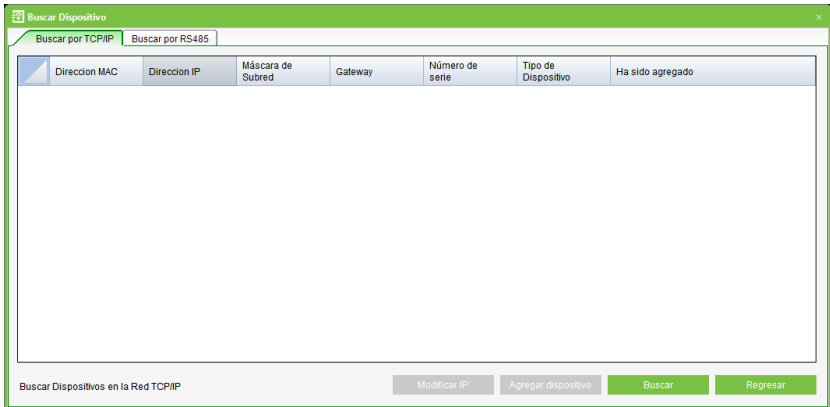 Buscar Dispositivo
Buscar por TCP/IP Buscar por RS485
Direccion MAC Direccion IP Máscara de Subred Gateway Número de serie Tipo de Dispositivo Ha sido agregado
Buscar Dispositivos en la Red TCP/IP Modificar IP Agregar dispositivo Buscar Regresar